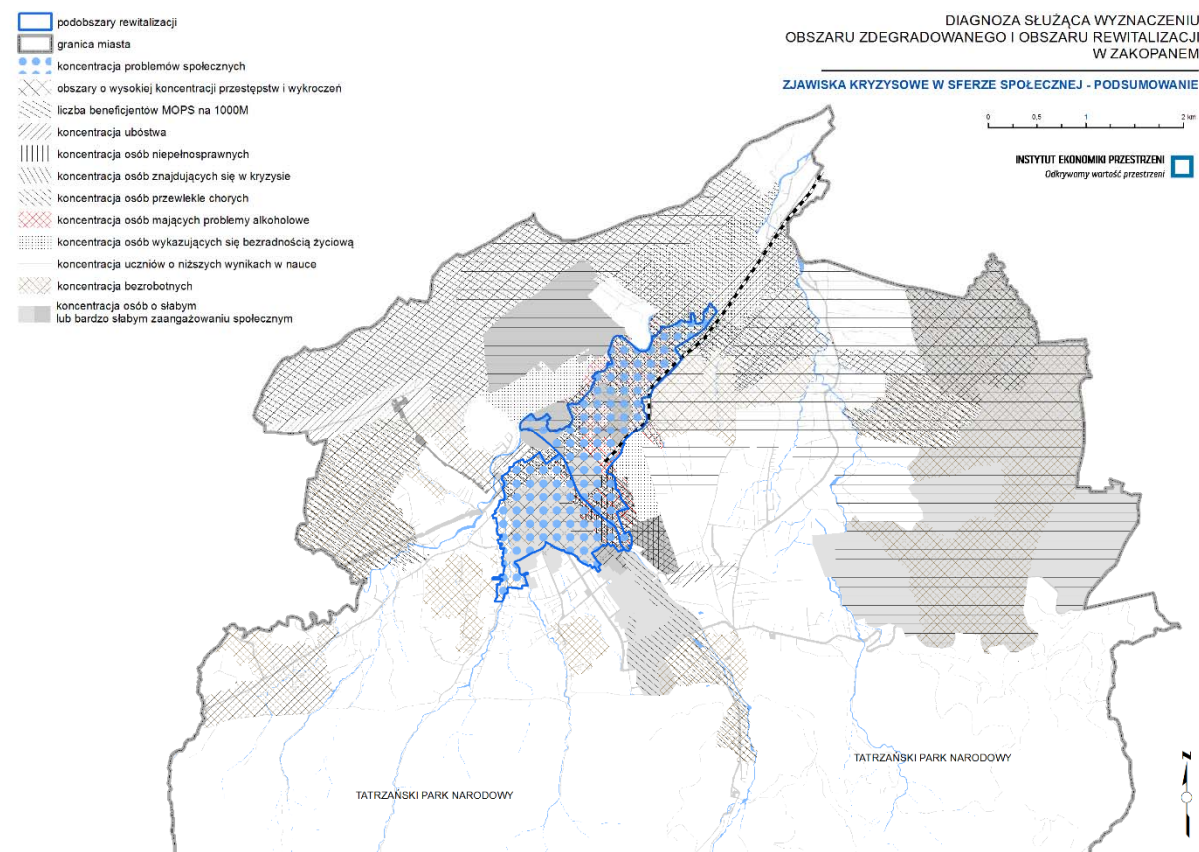 DIAGNOZA SŁUŻĄCA WYZNACZENIU
OBSZARU ZDEGRADOWANEGO I OBSZARU REWITALIZACJI
W ZAKOPANEM
ZJAWISKA KRYZYSOWE W SFERZE SPOŁECZNEJ - PODSUMOWANIE
0 0,5 1 2 km
INSTYTUT EKONOMIKI PRZESTRZENI
Odkrywamy wartość przestrzeni
podobszary rewitalizacji
granica miasta
koncentracja problemów społecznych
obszary o wysokiej koncentracji przestępstw i wykroczeń
liczba beneficjentów MOPS na 1000M
koncentracja ubóstwa
koncentracja osób niepełnosprawnych
koncentracja osób znajdujących się w kryzysie
koncentracja osób przewlekle chorych
koncentracja osób mających problemy alkoholowe
koncentracja osób wykazujących się bezradnością życiową
koncentracja uczniów o niższych wynikach w nauce
koncentracja bezrobotnych
koncentracja osób o słabym
lub bardzo słabym zaangażowaniu społecznym
TATRZAŃSKI PARK NARODOWY
TATRZAŃSKI PARK NARODOWY
N